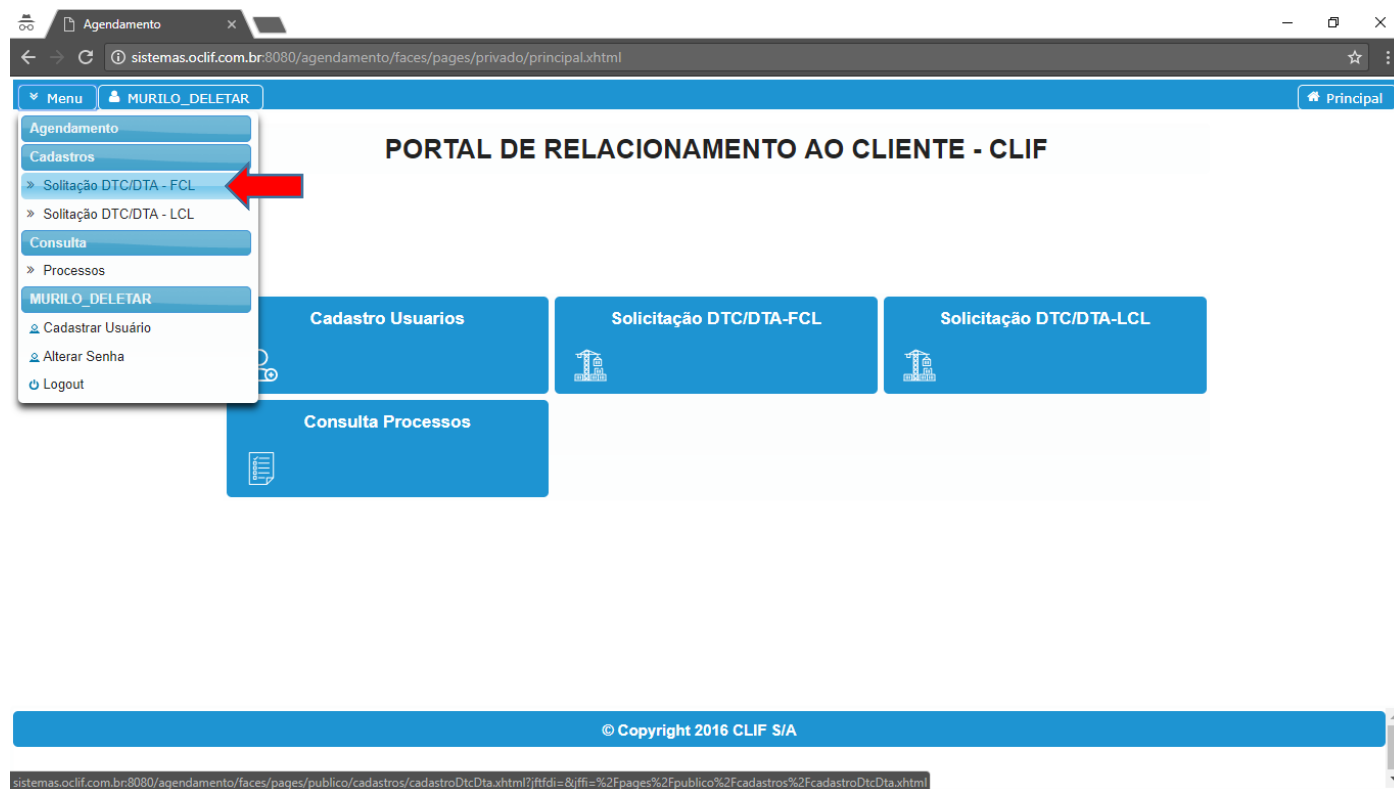 Agendamento
sistemas.oclif.com.br:8080/agendamento/faces/pages/privado/principal.xhtml
Menu
MURILO_DELETAR
Principal
Agendamento
Cadastros
Solitação DTC/DTA - FCL
Solitação DTC/DTA - LCL
Consulta
Processos
MURILO_DELETAR
Cadastrar Usuário
Alterar Senha
Logout
PORTAL DE RELACIONAMENTO AO CLIENTE - CLIF
Cadastro Usuarios
Solicitação DTC/DTA-FCL
Solicitação DTC/DTA-LCL
Consulta Processos
© Copyright 2016 CLIF S/A
sistemas.oclif.com.br:8080/agendamento/faces/pages/publico/cadastros/cadastroDtcDta.xhtml?jftfdi=&jffi=%2Fpages%2Fpublico%2Fcadastros%2FcadastroDtcDta.xhtml